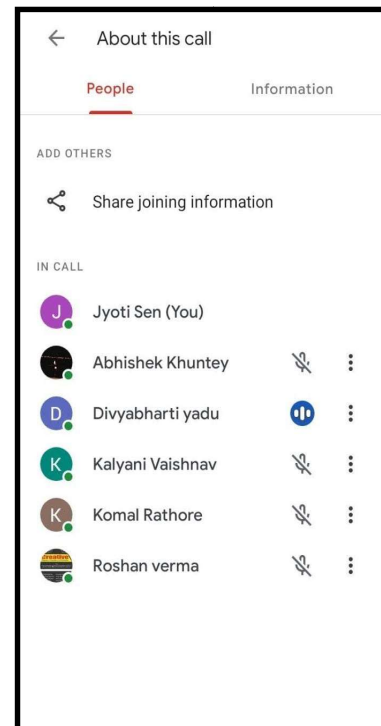 About this call
People Information
ADD OTHERS
Share joining information
IN CALL
J Jyoti Sen (You)
Abhishek Khuntey
D Divyabharti yadu
K Kalyani Vaishnav
K Komal Rathore
creative Roshan verma